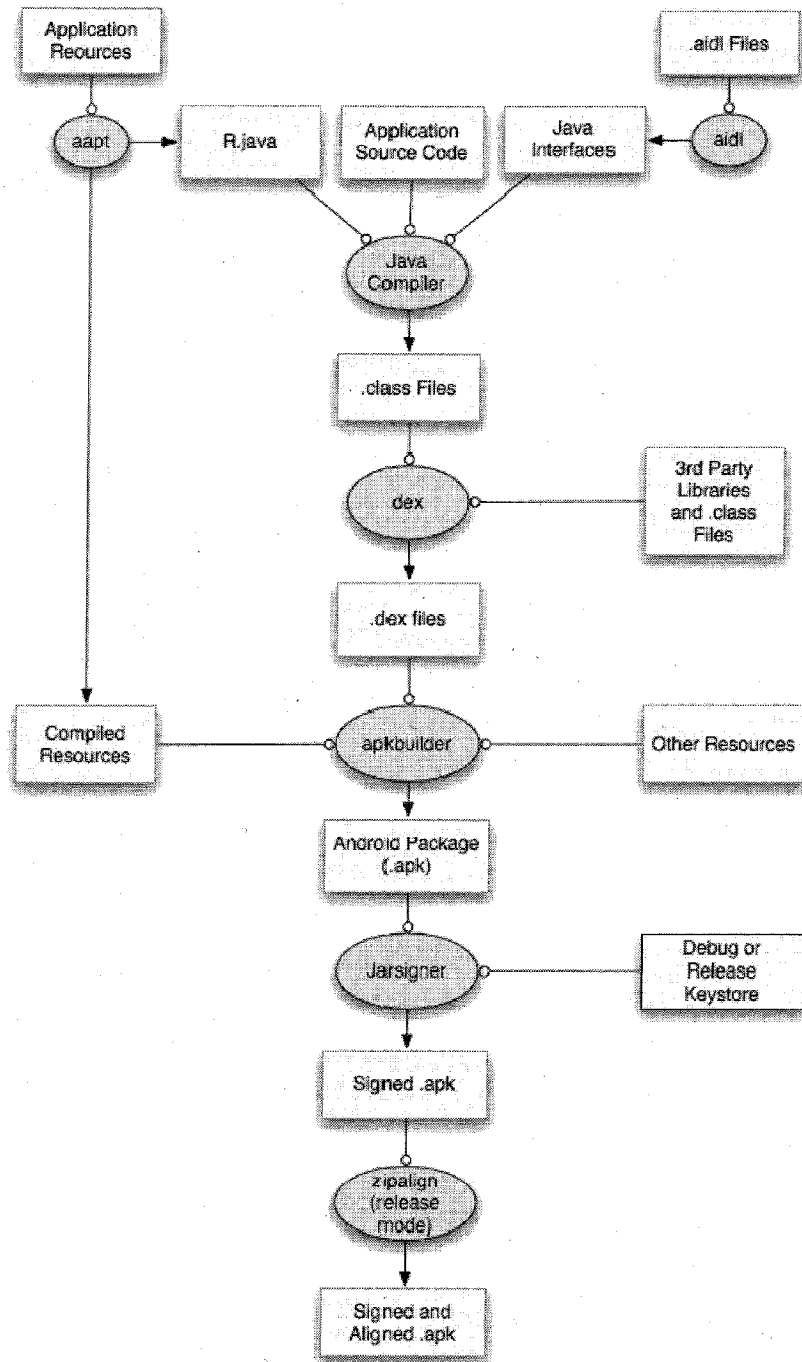 Application
Reources
.aidl Files
aapt
R.java
Application
Source Code
Java
Interfaces
aidl
Java
Compiler
.class Files
dex
3rd Party
Libraries
and .class
Files
.dex files
Compiled
Resources
apkbuilder
Other Resources
Android Package
(.apk)
Jarsigner
Debug or
Release
Keystore
Signed .apk
zipalign
(release
mode)
Signed and
Aligned .apk